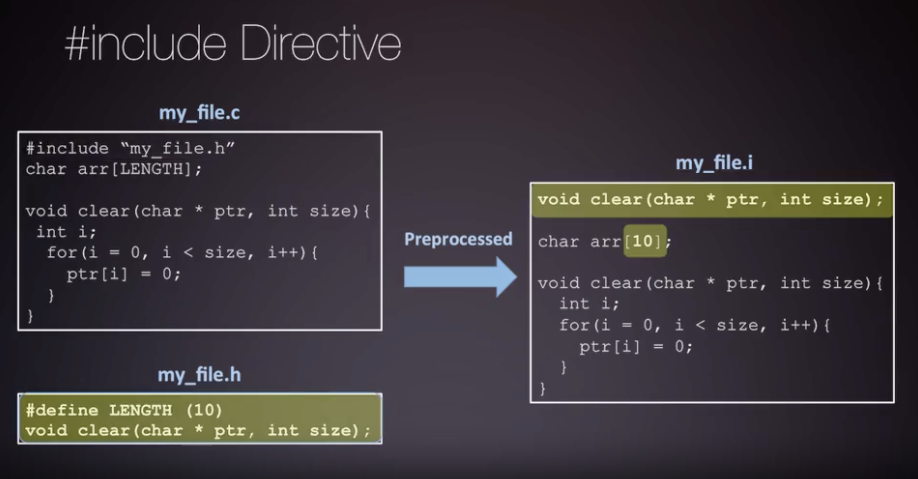 #include Directive
my_file.c
#include “my_file.h”
char arr[LENGTH];
void clear(char * ptr, int size){
int i;
for(i = 0, i < size, i++){
ptr[i] = 0;
}
}
my_file.h
#define LENGTH (10)
void clear(char * ptr, int size);
Preprocessed
my_file.i
void clear(char * ptr, int size);
char arr[10];
void clear(char * ptr, int size){
int i;
for(i = 0, i < size, i++){
ptr[i] = 0;
}
}